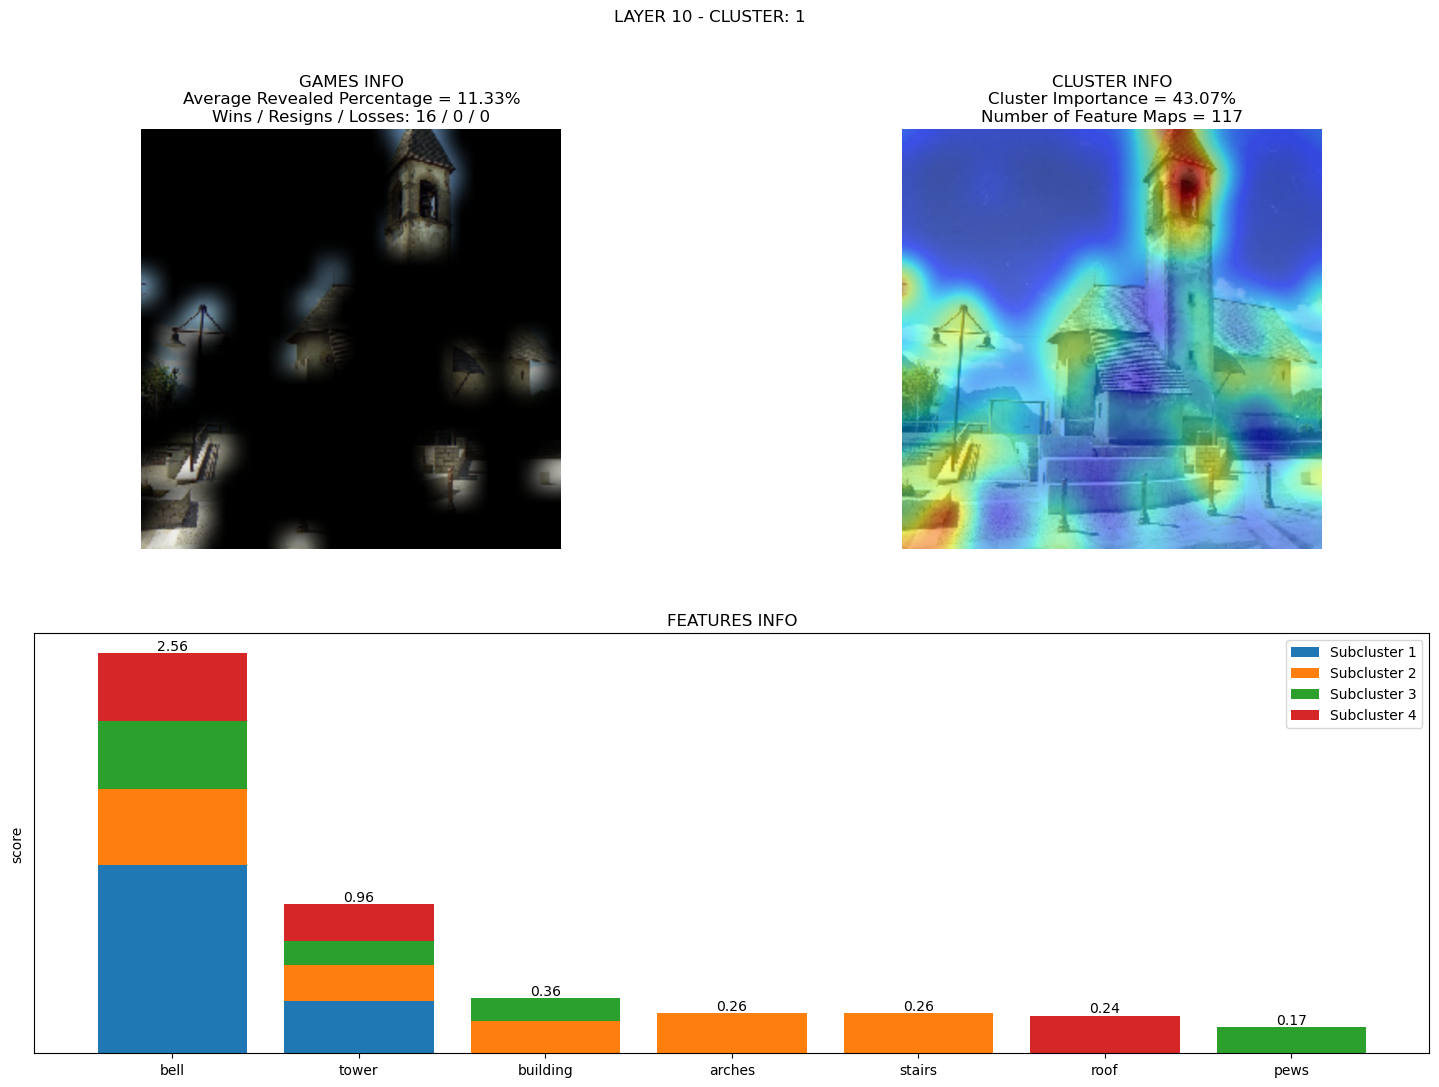 LAYER 10 - CLUSTER: 1
GAMES INFO
Average Revealed Percentage = 11.33%
Wins / Resigns / Losses: 16 / 0 / 0
CLUSTER INFO
Cluster Importance = 43.07%
Number of Feature Maps = 117
FEATURES INFO
score
2.56
0.96
0.36
0.26
0.26
0.24
0.17
Subcluster 1
Subcluster 2
Subcluster 3
Subcluster 4
bell
tower
building
arches
stairs
roof
pews